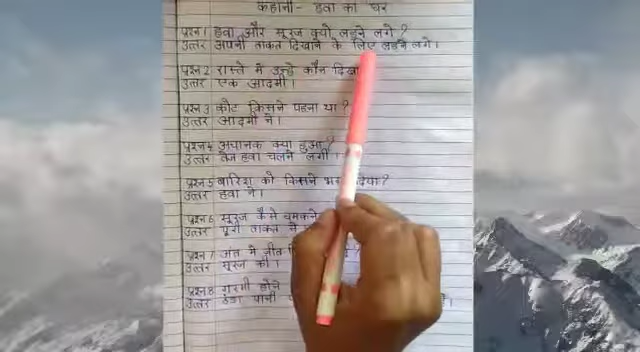 कहानी- हवा का घर
प्रश्न1 हवा और सूरज क्यों लड़ने लगे?
उत्तर अपनी ताकत दिखाने के लिए लड़ने लगे।
प्रश्न2 रास्ते में उन्हें कौन
उत्तर एक आदमी।
प्रश्न3 कोट किसने पहना था?
उत्तर आदमी ने।
प्रश्न4 अचानक क्या हुआ?
उत्तर तेज हवा चलने लगी।
प्रश्न5 बारिश को किसने
उत्तर हवा ने।
प्रश्न6 सूरज कैसे चमकने
उत्तर पूरी ताकत से
प्रश्न7 अंत में जीत
उत्तर सूरज की।
प्रश्न8 गरमी होने
उत्तर ठंडा पानी